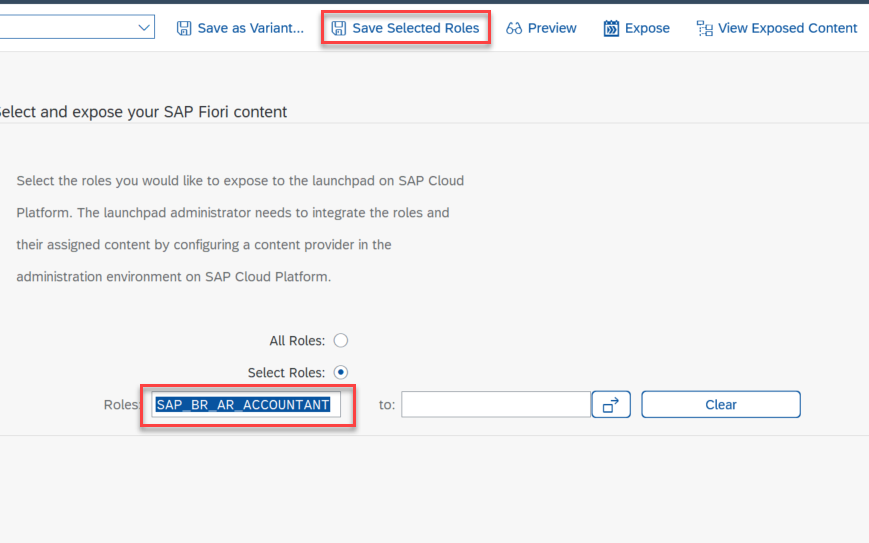 Save as Variant... Save Selected Roles Preview Expose View Exposed Content
Select and expose your SAP Fiori content
Select the roles you would like to expose to the launchpad on SAP Cloud
Platform. The launchpad administrator needs to integrate the roles and
their assigned content by configuring a content provider in the
administration environment on SAP Cloud Platform.
All Roles:
Select Roles:
Roles: SAP_BR_AR_ACCOUNTANT to: Clear